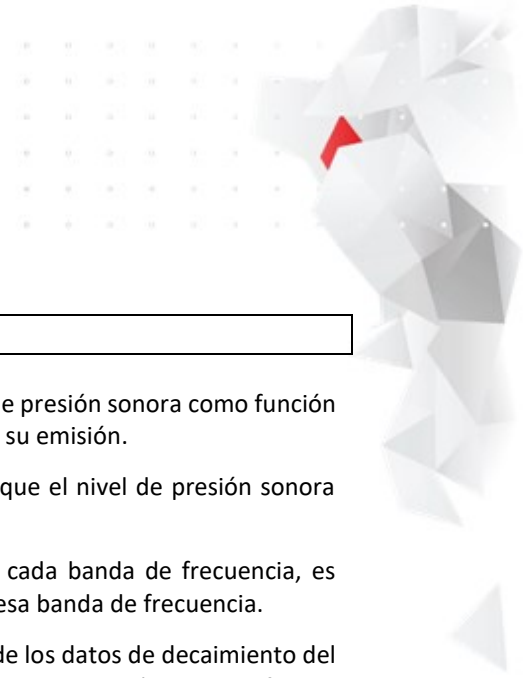 e presión sonora como función
su emisión.
que el nivel de presión sonora
cada banda de frecuencia, es
esa banda de frecuencia.
de los datos de decaimiento del